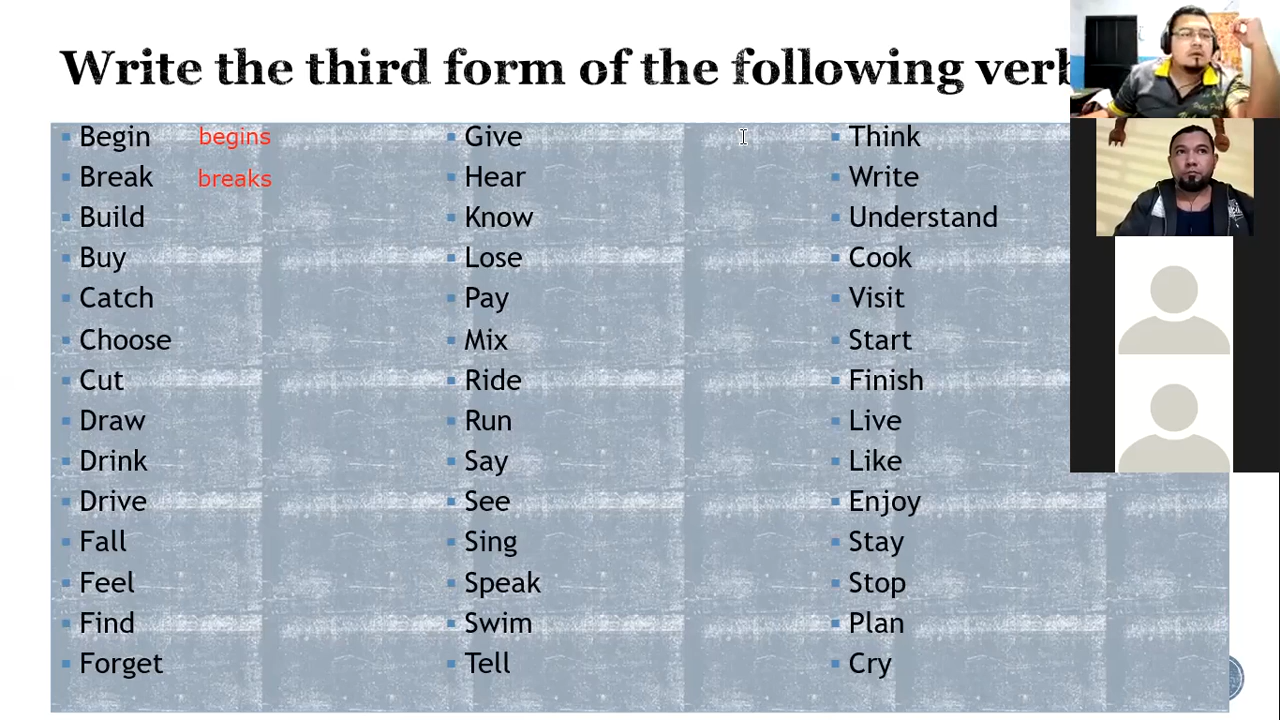 Write the third form of the following verb
Begin begins
Break breaks
Build
Buy
Catch
Choose
Cut
Draw
Drink
Drive
Fall
Feel
Find
Forget
Give
Hear
Know
Lose
Pay
Mix
Ride
Run
Say
See
Sing
Speak
Swim
Tell
Think
Write
Understand
Cook
Visit
Start
Finish
Live
Like
Enjoy
Stay
Stop
Plan
Cry